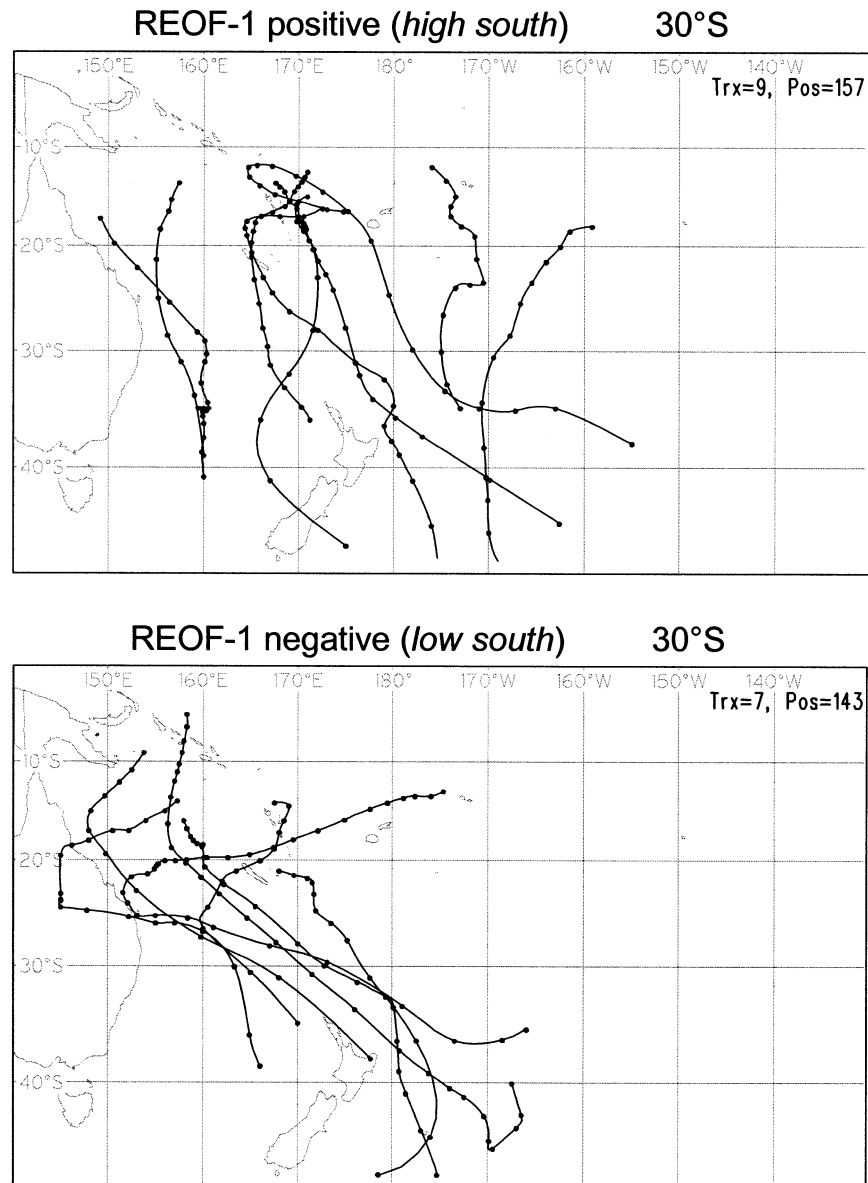 REOF-1 positive (high south) 30°S
150°E 160°E 170°E 180° 170°W 160°W 150°W 140°W
Trx=9, Pos=157
10°S
20°S
30°S
40°S
REOF-1 negative (low south) 30°S
150°E 160°E 170°E 180° 170°W 160°W 150°W 140°W
Trx=7, Pos=143
10°S
20°S
30°S
40°S